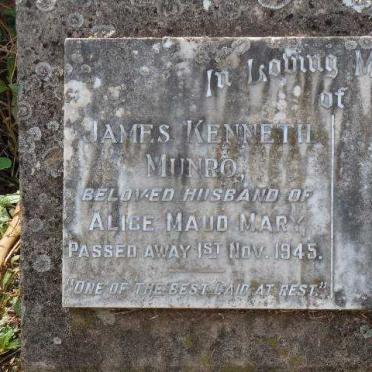 In Loving M
of
JAMES KENNETH
MUNRO,
BELOVED HUSBAND OF
ALICE MAUD MARY,
PASSED AWAY 1ST NOV. 1945.
"ONE OF THE BEST LAID AT REST."